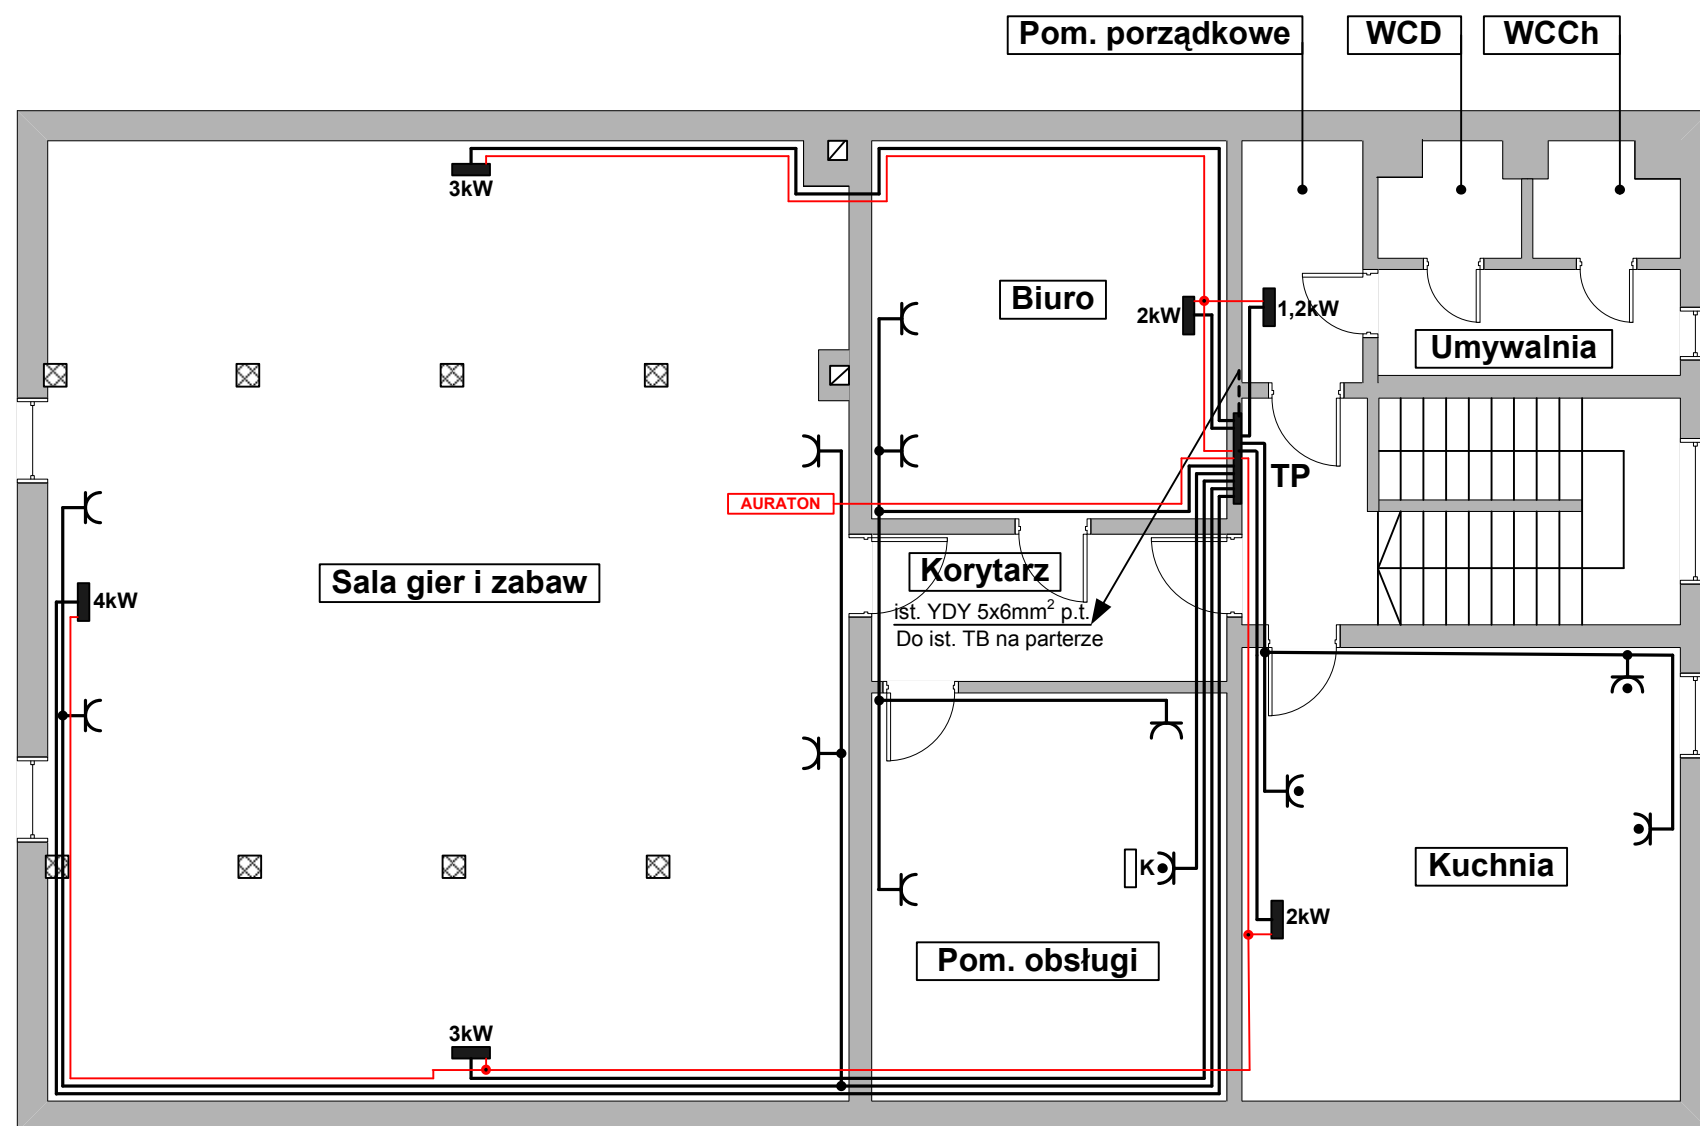 Pom. porządkowe
WCD
WCCh
3kW
Biuro
2kW
1,2kW
Umywalnia
TP
AURATON
Korytarz
Sala gier i zabaw
4kW
ist. YDY 5x6mm² p.t.
Do ist. TB na parterze
K
Kuchnia
2kW
Pom. obsługi
3kW